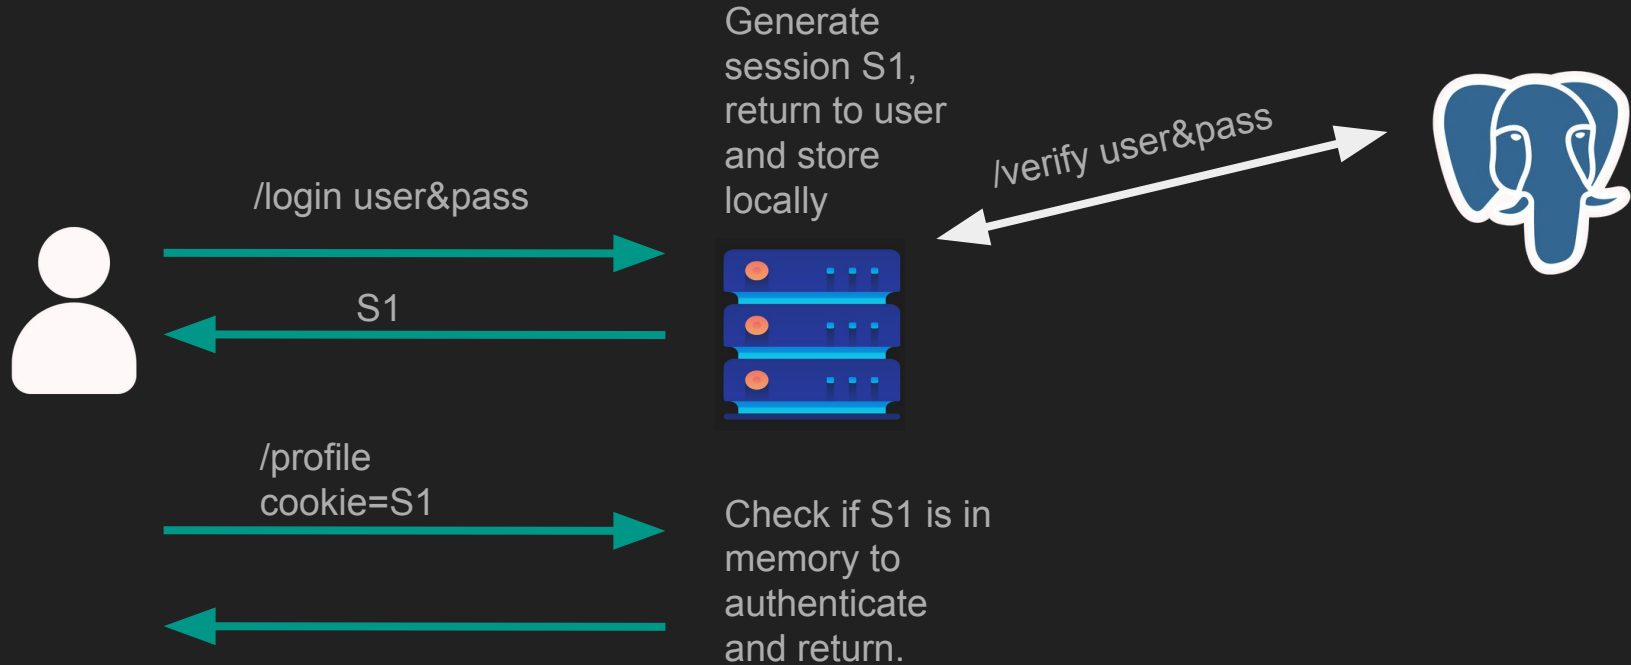 Generate
session S1,
return to user
and store
locally
/verify user&pass
/login user&pass
S1
/profile
cookie=S1
Check if S1 is in
memory to
authenticate
and return.